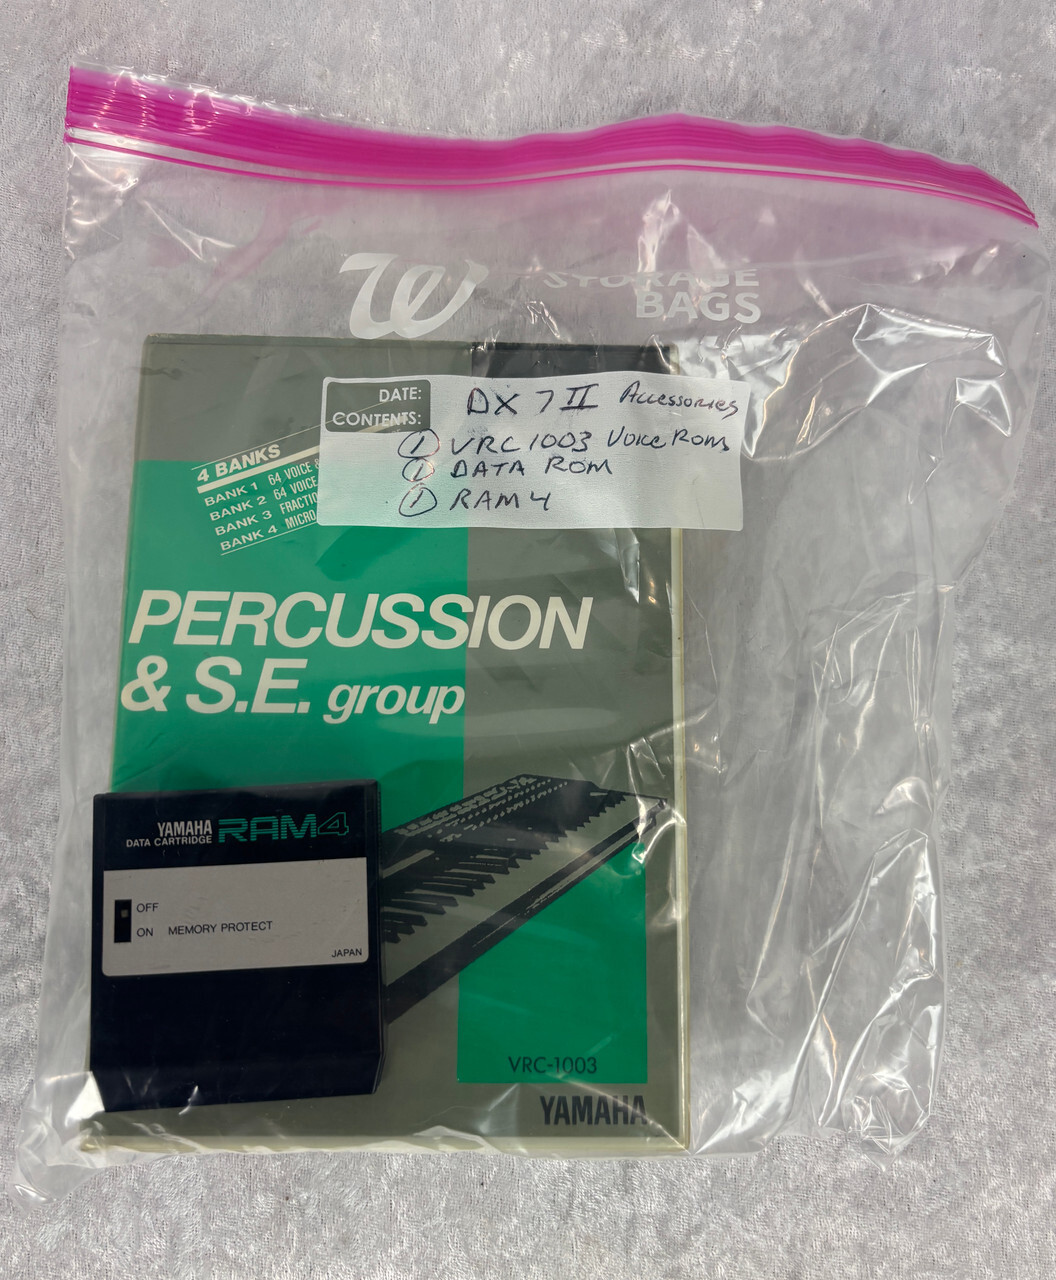 W STORAGE
BAGS
DATE: DX 7 II Accessories
CONTENTS:
① VRC 1003 Voice Roms
① DATA ROM
① RAM 4
4 BANKS
BANK 1 64 VOICE &
BANK 2 64 VOICE
BANK 3 FRACTIO
BANK 4 MICRO
PERCUSSION
& S.E. group
YAMAHA
DATA CARTRIDGE RAM4
OFF
ON MEMORY PROTECT
JAPAN
VRC-1003
YAMAHA